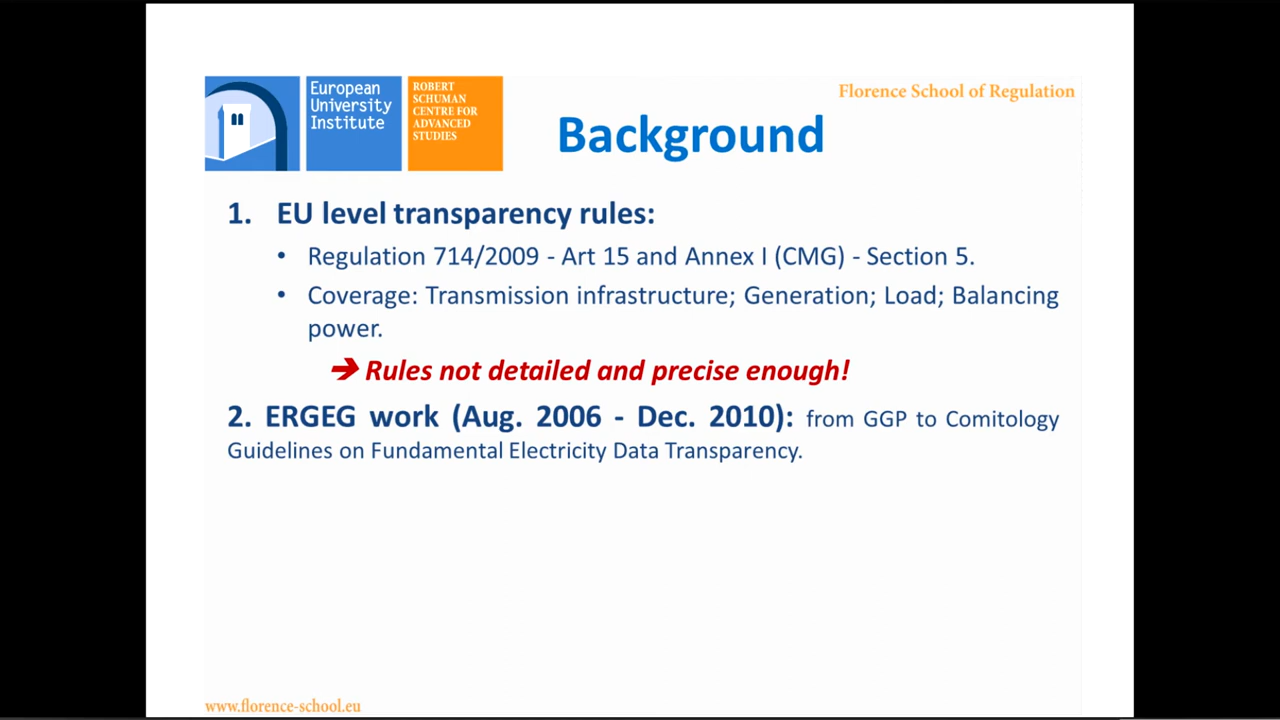 European
University
Institute
ROBERT
SCHUMAN
CENTRE FOR
ADVANCED
STUDIES
Florence School of Regulation
Background
1. EU level transparency rules:
• Regulation 714/2009 - Art 15 and Annex I (CMG) - Section 5.
• Coverage: Transmission infrastructure; Generation; Load; Balancing
power.
➔ Rules not detailed and precise enough!
2. ERGEG work (Aug. 2006 - Dec. 2010): from GGP to Comitology
Guidelines on Fundamental Electricity Data Transparency.
www.florence-school.eu